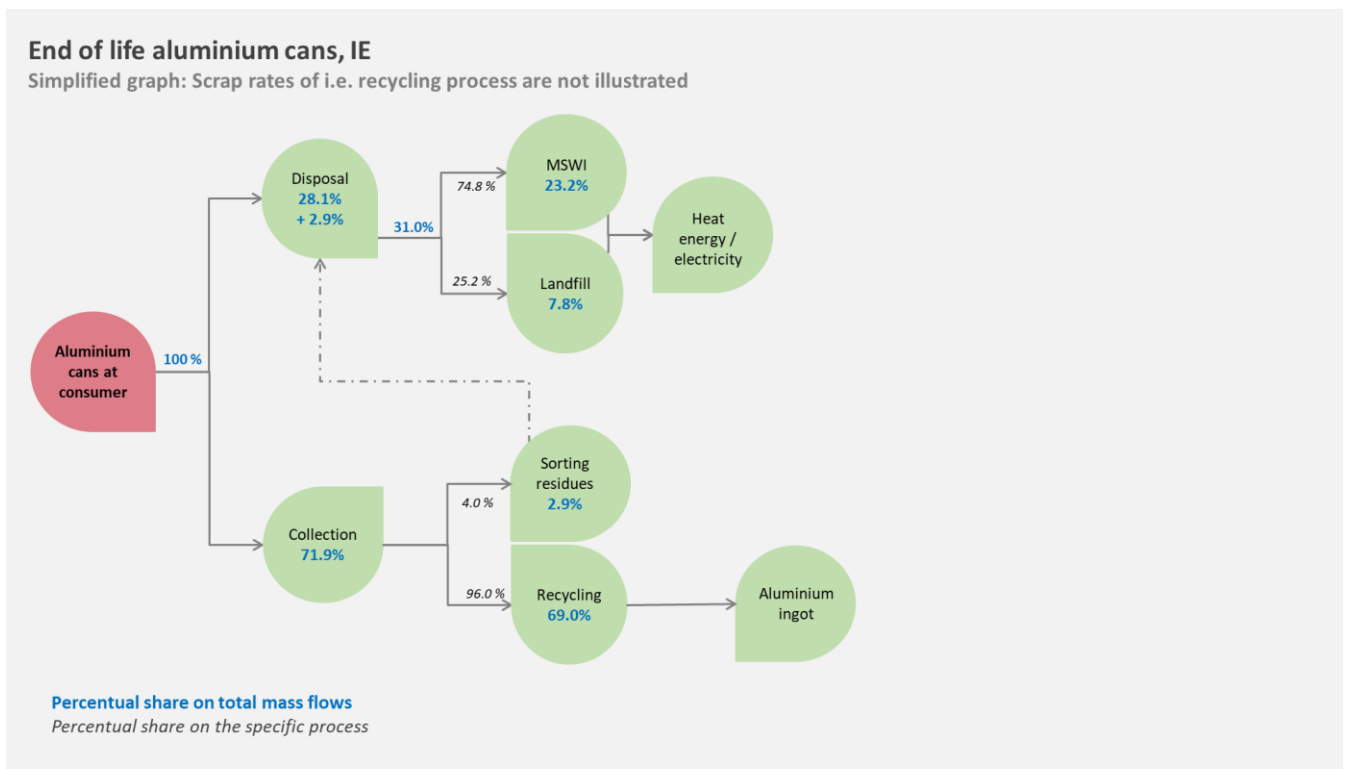 End of life aluminium cans, IE
Simplified graph: Scrap rates of i.e. recycling process are not illustrated
Disposal
28.1%
+ 2.9%
31.0%
74.8 %
MSWI
23.2%
25.2 %
Landfill
7.8%
Heat
energy /
electricity
Aluminium
cans at
consumer
100 %
Collection
71.9%
4.0 %
Sorting
residues
2.9%
96.0 %
Recycling
69.0%
Aluminium
ingot
Percentual share on total mass flows
Percentual share on the specific process